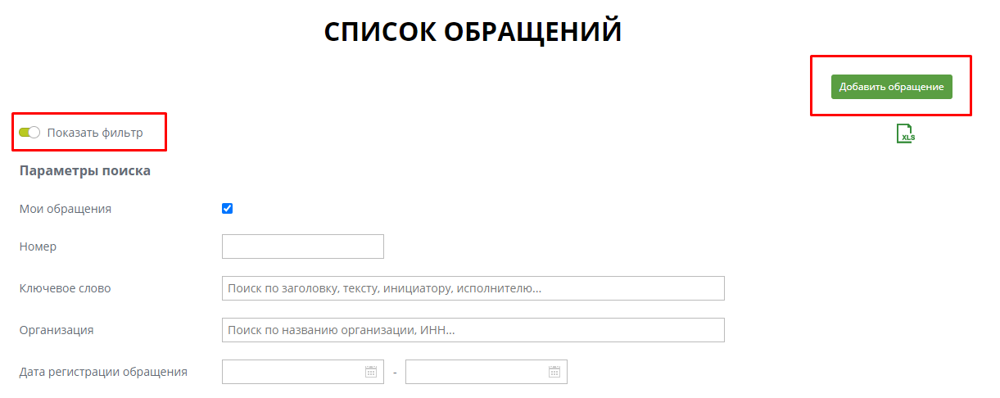 СПИСОК ОБРАЩЕНИЙ
Добавить обращение
Показать фильтр
XLS
Параметры поиска
Мои обращения
Номер
Ключевое слово
Поиск по заголовку, тексту, инициатору, исполнителю...
Организация
Поиск по названию организации, ИНН...
Дата регистрации обращения
-